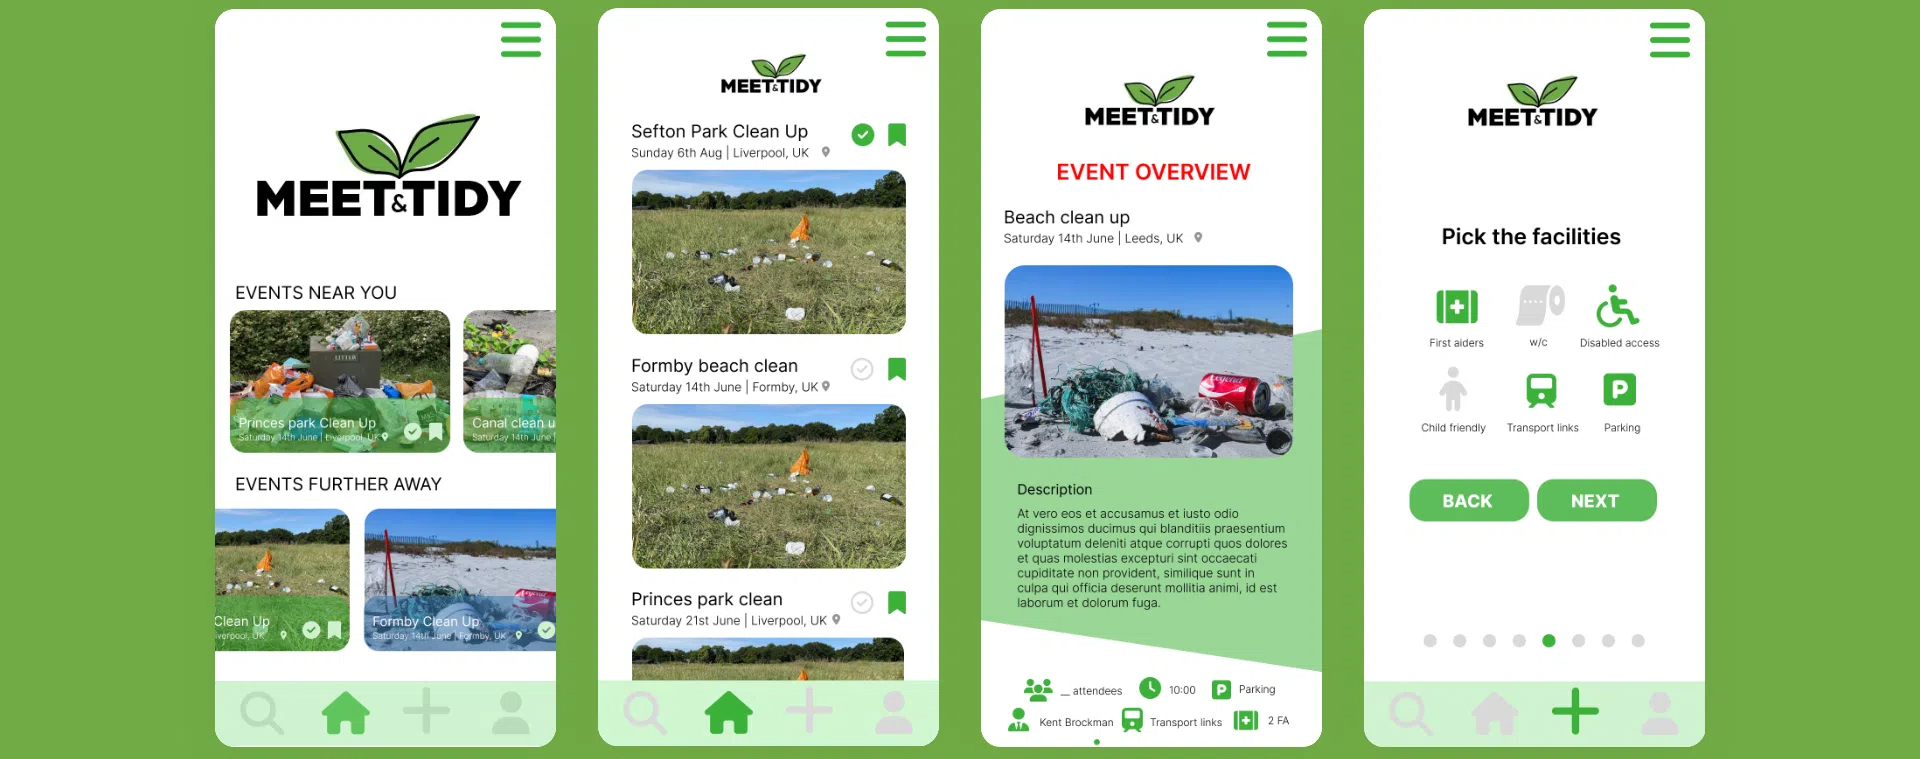 MEET&TIDY
EVENTS NEAR YOU
LITTER
Princes park Clean Up
Saturday 14th June | Liverpool, UK
Canal clean u
Saturday 14th June |
EVENTS FURTHER AWAY
Clean Up
verpool, UK
Formby Clean Up
Saturday 14th June | Formby, UK
MEET&TIDY
Sefton Park Clean Up
Sunday 6th Aug | Liverpool, UK
Formby beach clean
Saturday 14th June | Formby, UK
Princes park clean
Saturday 21st June | Liverpool, UK
MEET&TIDY
EVENT OVERVIEW
Beach clean up
Saturday 14th June | Leeds, UK
Description
At vero eos et accusamus et iusto odio
dignissimos ducimus qui blanditiis praesentium
voluptatum deleniti atque corrupti quos dolores
et quas molestias excepturi sint occaecati
cupiditate non provident, similique sunt in
culpa qui officia deserunt mollitia animi, id est
laborum et dolorum fuga.
__ attendees
10:00
P
Parking
Kent Brockman
Transport links
2 FA
MEET&TIDY
Pick the facilities
First aiders
w/c
Disabled access
P
Child friendly
Transport links
Parking
BACK
NEXT